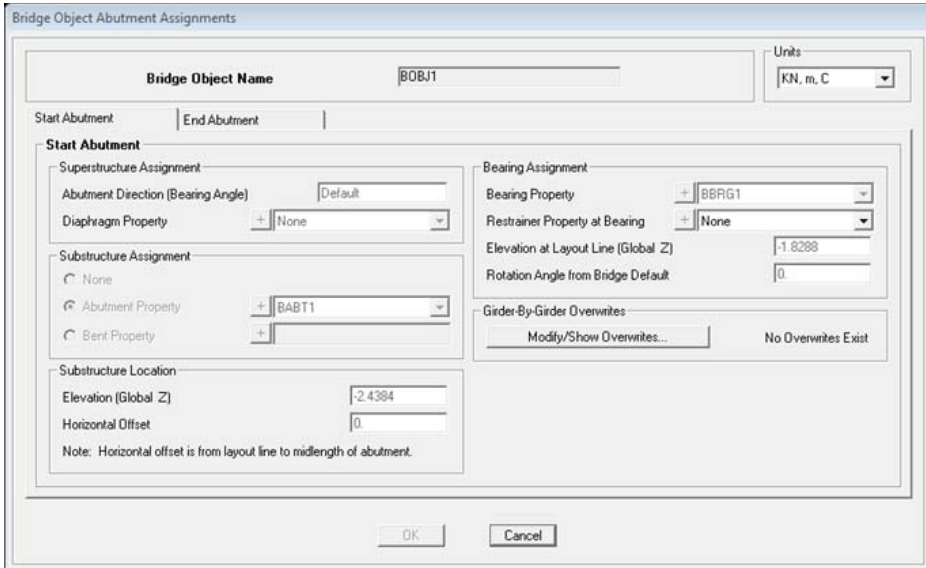 Bridge Object Abutment Assignments
Bridge Object Name
BOBJ1
Units
KN, m, C
Start Abutment
End Abutment
Start Abutment
Superstructure Assignment
Abutment Direction (Bearing Angle)
Default
Diaphragm Property
+
None
Substructure Assignment
None
Abutment Property
+
BABT1
Bent Property
+
Substructure Location
Elevation (Global Z)
-2.4384
Horizontal Offset
0.
Note: Horizontal offset is from layout line to midlength of abutment.
Bearing Assignment
Bearing Property
+
BBRG1
Restrainer Property at Bearing
+
None
Elevation at Layout Line (Global Z)
-1.8288
Rotation Angle from Bridge Default
0.
Girder-By-Girder Overwrites
Modify/Show Overwrites...
No Overwrites Exist
OK
Cancel